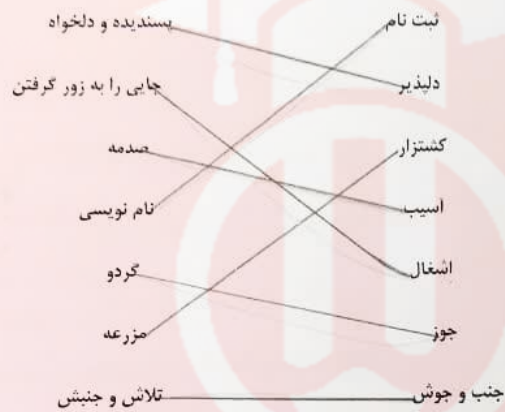 ثبت نام پسندیده و دلخواه
دلپذیر جایی را به زور گرفتن
کشتزار صدمه
آسیب نام نویسی
اشغال گردو
جوز مزرعه
جنب و جوش تلاش و جنبش